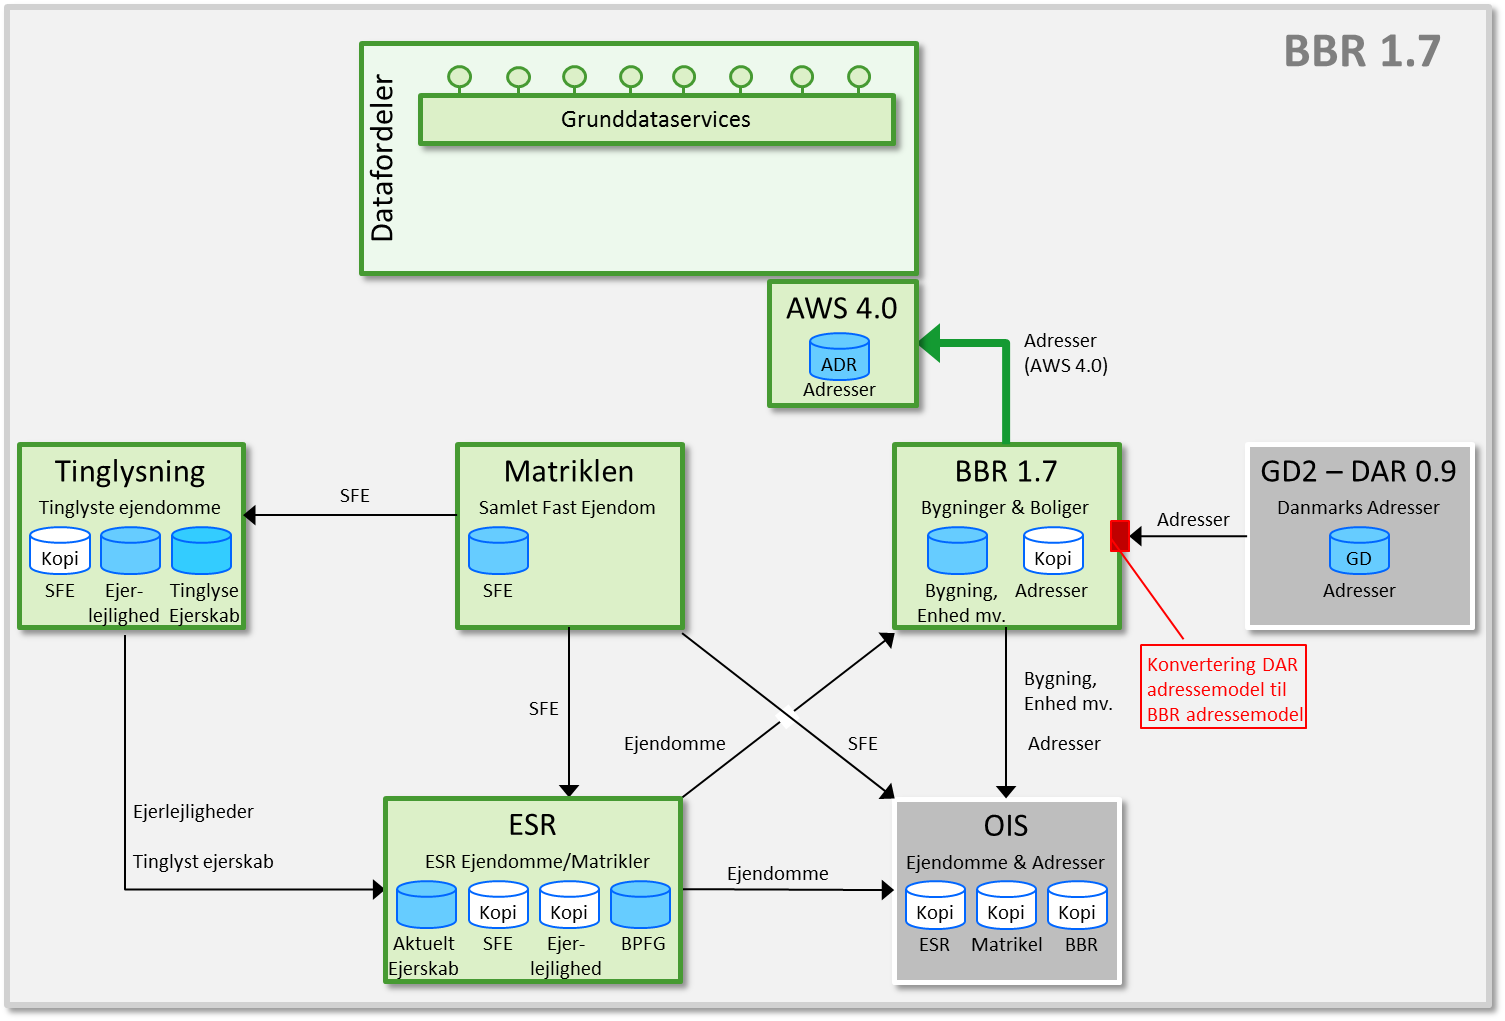 BBR 1.7
Datafordeler
Grunddataservices
AWS 4.0
ADR
Adresser
Adresser
(AWS 4.0)
Tinglysning
Tinglyste ejendomme
Kopi
SFE
Ejer-
lejlighed
Tinglyse
Ejerskab
SFE
Matriklen
Samlet Fast Ejendom
SFE
BBR 1.7
Bygninger & Boliger
Kopi
Bygning,
Enhed mv.
Adresser
Adresser
GD2 – DAR 0.9
Danmarks Adresser
GD
Adresser
Konvertering DAR
adressemodel til
BBR adressemodel
SFE
Ejendomme
SFE
Bygning,
Enhed mv.
Adresser
Ejerlejligheder
Tinglyst ejerskab
ESR
ESR Ejendomme/Matrikler
Kopi
Kopi
Aktuelt
Ejerskab
SFE
Ejer-
lejlighed
BPFG
Ejendomme
OIS
Ejendomme & Adresser
Kopi
Kopi
Kopi
ESR
Matrikel
BBR